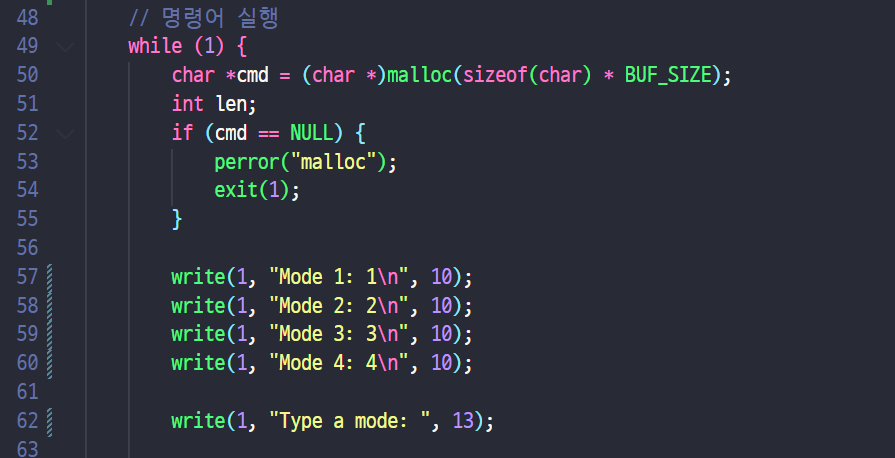 48 // 명령어 실행
49 while (1) {
50 char *cmd = (char *)malloc(sizeof(char) * BUF_SIZE);
51 int len;
52 if (cmd == NULL) {
53 perror("malloc");
54 exit(1);
55 }
56
57 write(1, "Mode 1: 1\n", 10);
58 write(1, "Mode 2: 2\n", 10);
59 write(1, "Mode 3: 3\n", 10);
60 write(1, "Mode 4: 4\n", 10);
61
62 write(1, "Type a mode: ", 13);
63